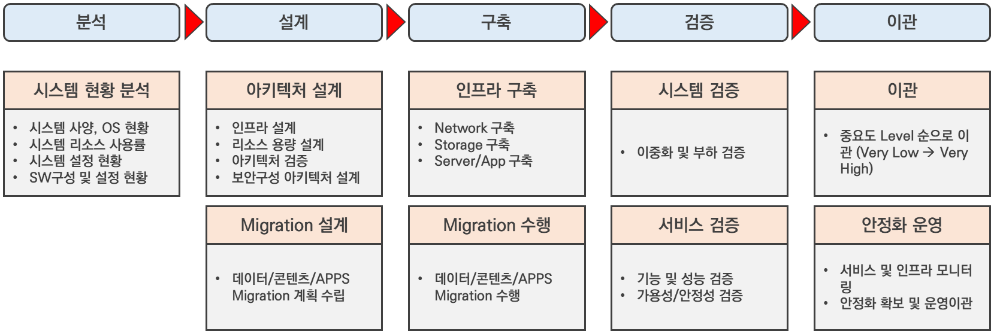 분석
설계
구축
검증
이관
시스템 현황 분석
• 시스템 사양, OS 현황
• 시스템 리소스 사용률
• 시스템 설정 현황
• SW구성 및 설정 현황
아키텍처 설계
• 인프라 설계
• 리소스 용량 설계
• 아키텍처 검증
• 보안구성 아키텍처 설계
인프라 구축
• Network 구축
• Storage 구축
• Server/App 구축
시스템 검증
• 이중화 및 부하 검증
이관
• 중요도 Level 순으로 이
관 (Very Low → Very
High)
Migration 설계
• 데이터/콘텐츠/APPS
Migration 계획 수립
Migration 수행
• 데이터/콘텐츠/APPS
Migration 수행
서비스 검증
• 기능 및 성능 검증
• 가용성/안정성 검증
안정화 운영
• 서비스 및 인프라 모니터
링
• 안정화 확보 및 운영이관